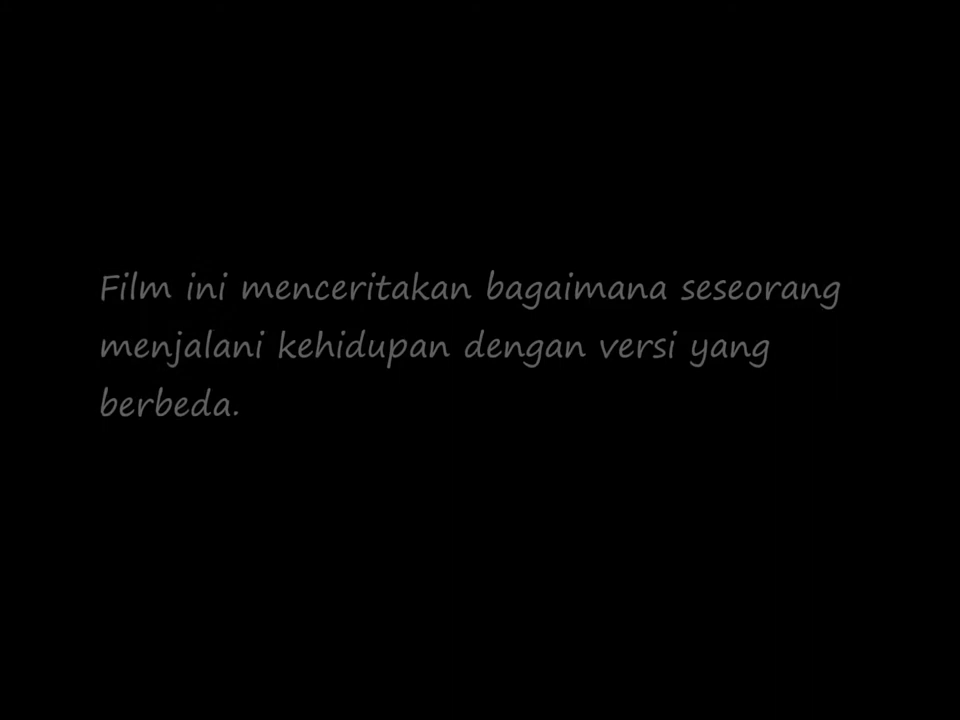 Film ini menceritakan bagaimana seseorang
menjalani kehidupan dengan versi yang
berbeda.